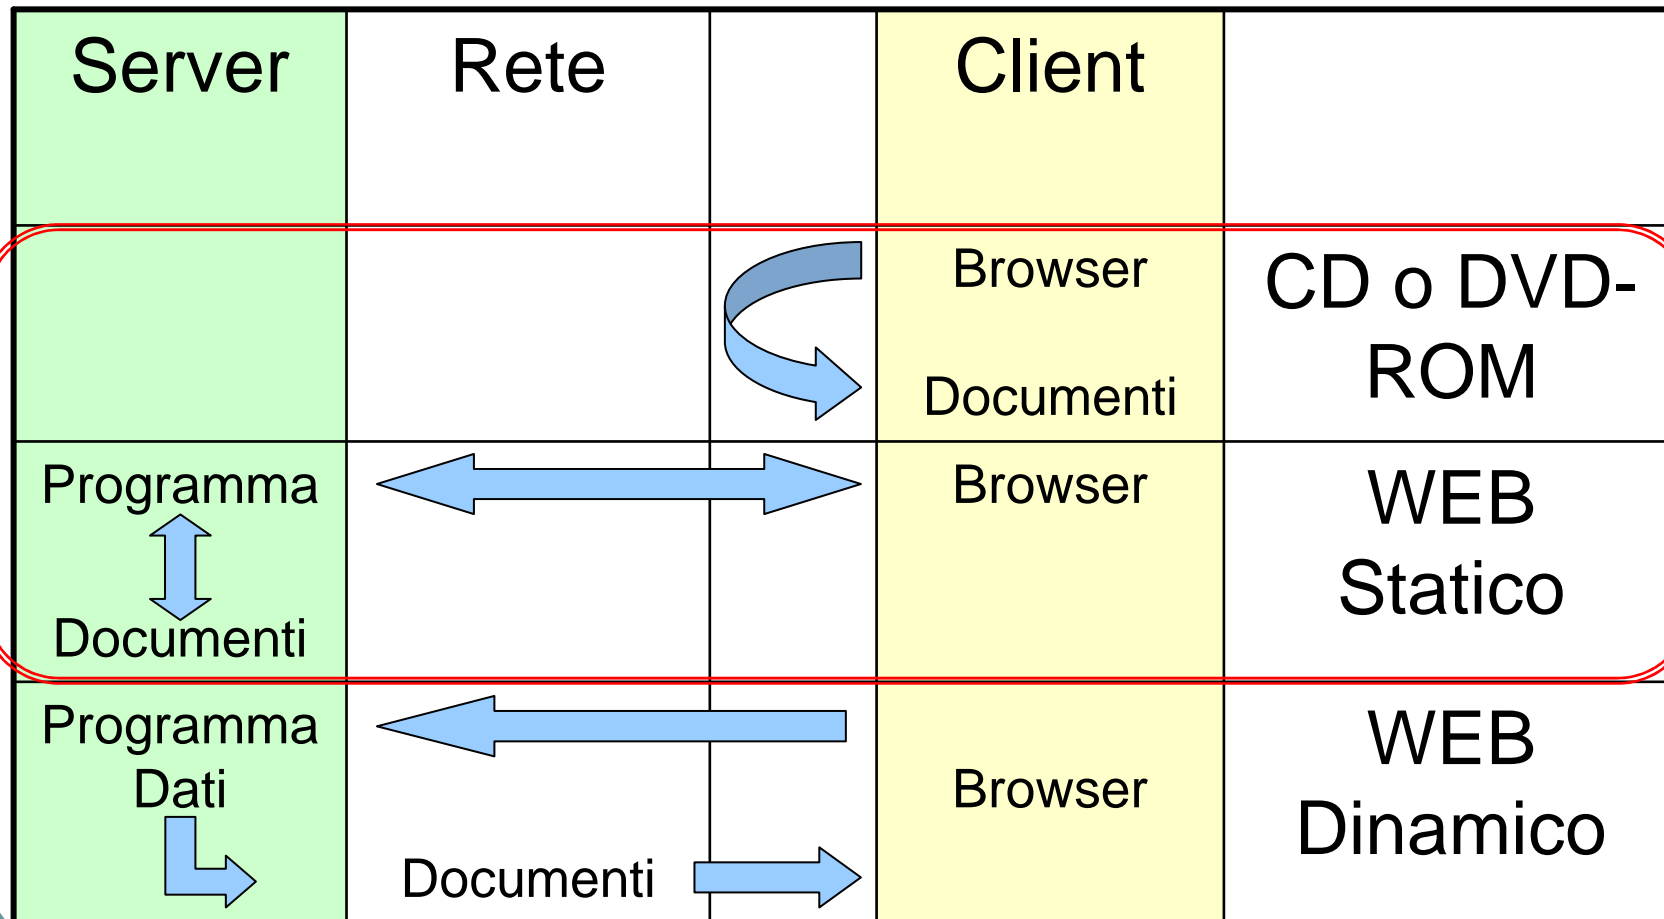 Server Rete Client
Browser
Documenti
CD o DVD-
ROM
Programma
Documenti
Browser
WEB
Statico
Programma
Dati
Documenti
Browser
WEB
Dinamico